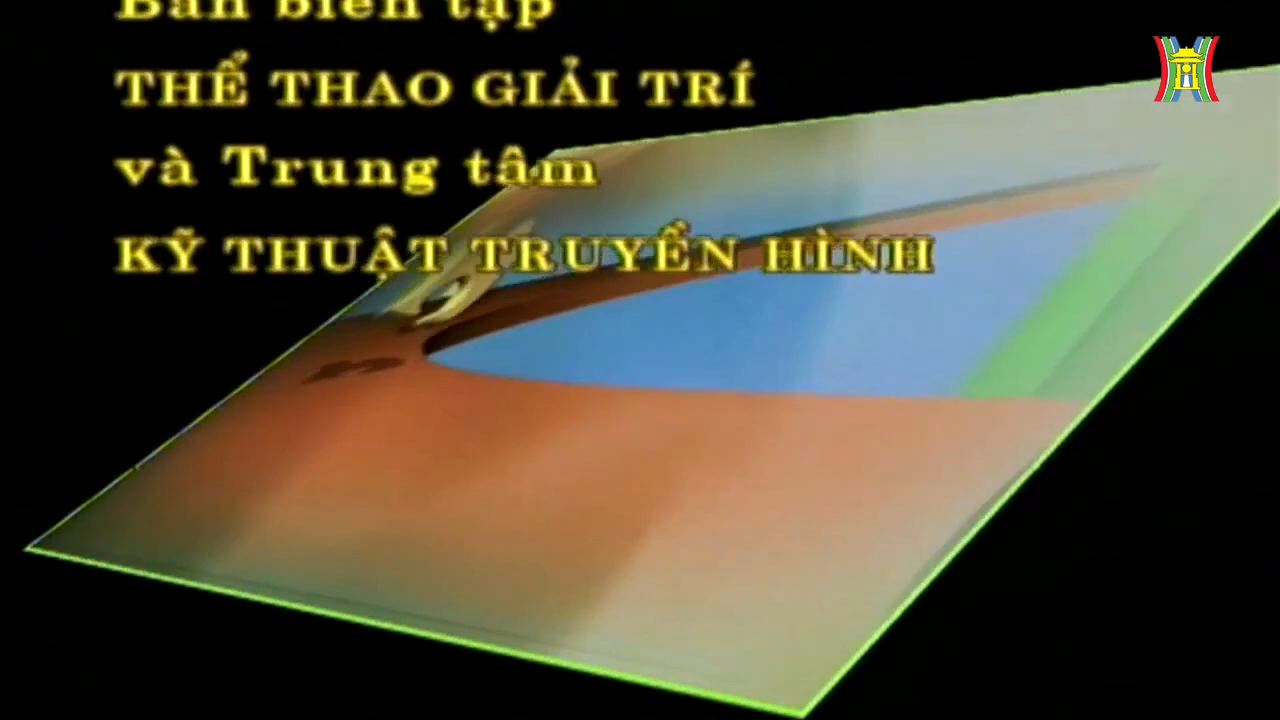 Ban biên tập
THỂ THAO GIẢI TRÍ
và Trung tâm
KỸ THUẬT TRUYỀN HÌNH